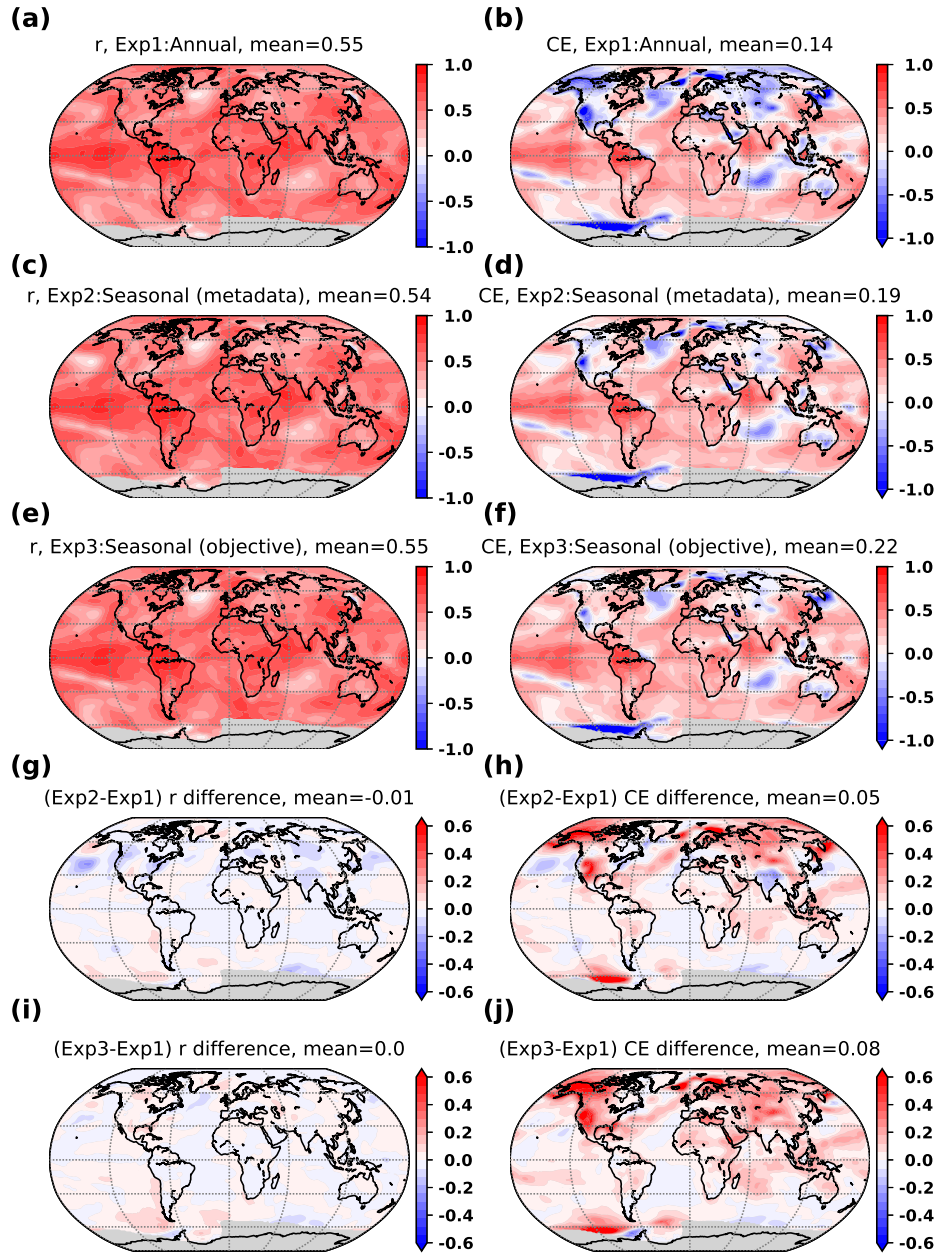 (a)
r, Exp1:Annual, mean=0.55
1.0
0.5
0.0
-0.5
-1.0
(b)
CE, Exp1:Annual, mean=0.14
1.0
0.5
0.0
-0.5
-1.0
(c)
r, Exp2:Seasonal (metadata), mean=0.54
1.0
0.5
0.0
-0.5
-1.0
(d)
CE, Exp2:Seasonal (metadata), mean=0.19
1.0
0.5
0.0
-0.5
-1.0
(e)
r, Exp3:Seasonal (objective), mean=0.55
1.0
0.5
0.0
-0.5
-1.0
(f)
CE, Exp3:Seasonal (objective), mean=0.22
1.0
0.5
0.0
-0.5
-1.0
(g)
(Exp2-Exp1) r difference, mean=-0.01
0.6
0.4
0.2
0.0
-0.2
-0.4
-0.6
(h)
(Exp2-Exp1) CE difference, mean=0.05
0.6
0.4
0.2
0.0
-0.2
-0.4
-0.6
(i)
(Exp3-Exp1) r difference, mean=0.0
0.6
0.4
0.2
0.0
-0.2
-0.4
-0.6
(j)
(Exp3-Exp1) CE difference, mean=0.08
0.6
0.4
0.2
0.0
-0.2
-0.4
-0.6